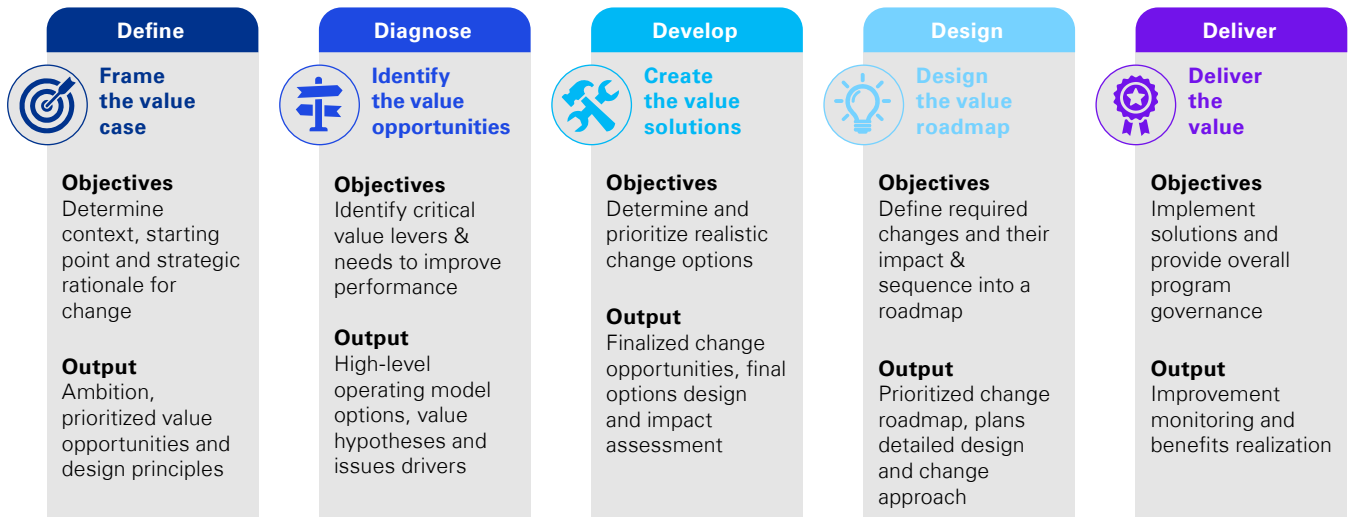 Define
Frame
the value
case
Objectives
Determine
context, starting
point and strategic
rationale for
change
Output
Ambition,
prioritized value
opportunities and
design principles
Diagnose
Identify
the value
opportunities
Objectives
Identify critical
value levers &
needs to improve
performance
Output
High-level
operating model
options, value
hypotheses and
issues drivers
Develop
Create
the value
solutions
Objectives
Determine and
prioritize realistic
change options
Output
Finalized change
opportunities, final
options design
and impact
assessment
Design
Design
the value
roadmap
Objectives
Define required
changes and their
impact &
sequence into a
roadmap
Output
Prioritized change
roadmap, plans
detailed design
and change
approach
Deliver
Deliver
the
value
Objectives
Implement
solutions and
provide overall
program
governance
Output
Improvement
monitoring and
benefits realization